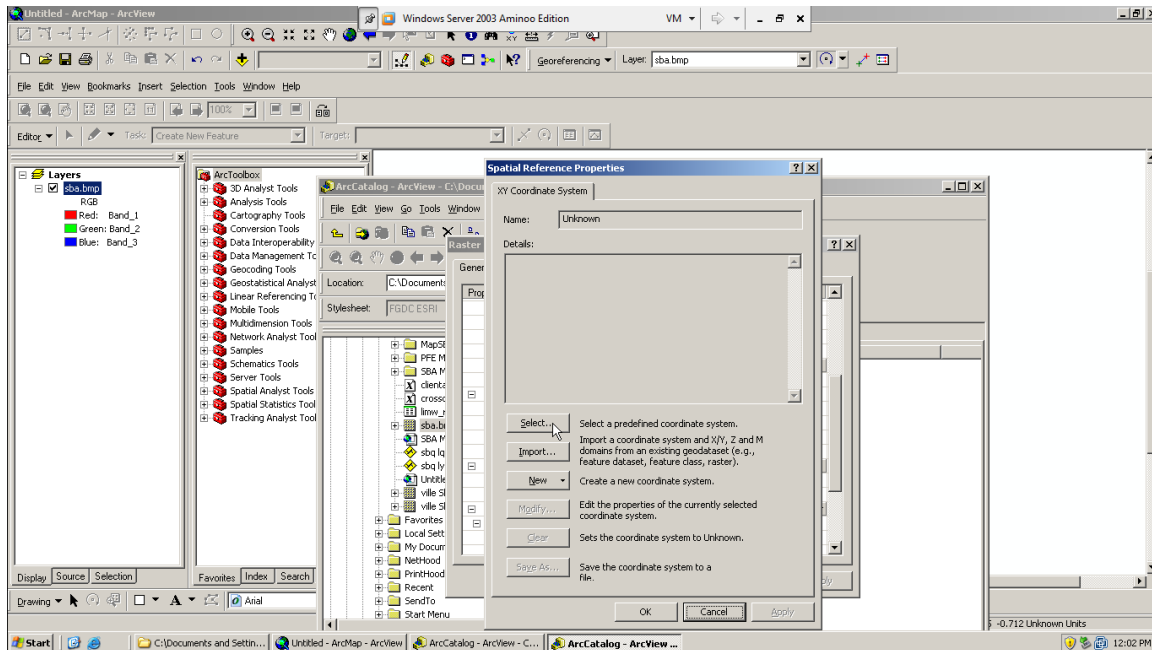 Untitled - ArcMap - ArcView
Windows Server 2003 Aminoo Edition
VM
Georeferencing
Layer: sba.bmp
File Edit View Bookmarks Insert Selection Tools Window Help
100%
Editor
Task: Create New Feature
Target:
Layers
sba.bmp
RGB
Red: Band_1
Green: Band_2
Blue: Band_3
Display Source Selection
ArcToolbox
3D Analyst Tools
Analysis Tools
Cartography Tools
Conversion Tools
Data Interoperability
Data Management To
Geocoding Tools
Geostatistical Analyst
Linear Referencing To
Mobile Tools
Multidimension Tools
Network Analyst Tool
Samples
Schematics Tools
Server Tools
Spatial Analyst Tools
Spatial Statistics Tool
Tracking Analyst Tool
Favorites Index Search
ArcCatalog - ArcView - C:\Docu
File Edit View Go Tools Window
Location: C:\Documents
Stylesheet: FGDC ESRI
PFE M
SBA M
sba.b
SBA M
sbq lq
sbq ly
Untitle
ville S
ville S
Favorites
Local Sett
My Docum
NetHood
PrintHood
Recent
SendTo
Start Menu
Raster
Gener
Prop
Spatial Reference Properties
XY Coordinate System
Name: Unknown
Details:
Select... Select a predefined coordinate system.
Import... Import a coordinate system and X/Y, Z and M
domains from an existing geodataset (e.g.,
feature dataset, feature class, raster).
New Create a new coordinate system.
Modify... Edit the properties of the currently selected
coordinate system.
Clear Sets the coordinate system to Unknown.
Save As... Save the coordinate system to a
file.
OK Cancel Apply
Drawing A Arial
-0.712 Unknown Units
Start
C:\Documents and Settin...
Untitled - ArcMap - ArcView
ArcCatalog - ArcView - C...
ArcCatalog - ArcView ...
12:02 PM